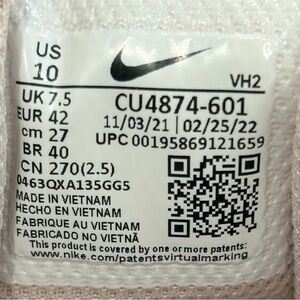 US
10
VH2
UK 7.5
EUR 42
cm 27
BR 40
CN 270(2.5)
CU4874-601
11/03/21 | 02/25/22
UPC 00195869121659
0463QXA135GG5
MADE IN VIETNAM
HECHO EN VIETNAM
FABRIQUE AU VIETNAM
FABRICADO NO VIETNÃ
This product is covered by one or more patents:
www.nike.com/patentsvirtualmarking